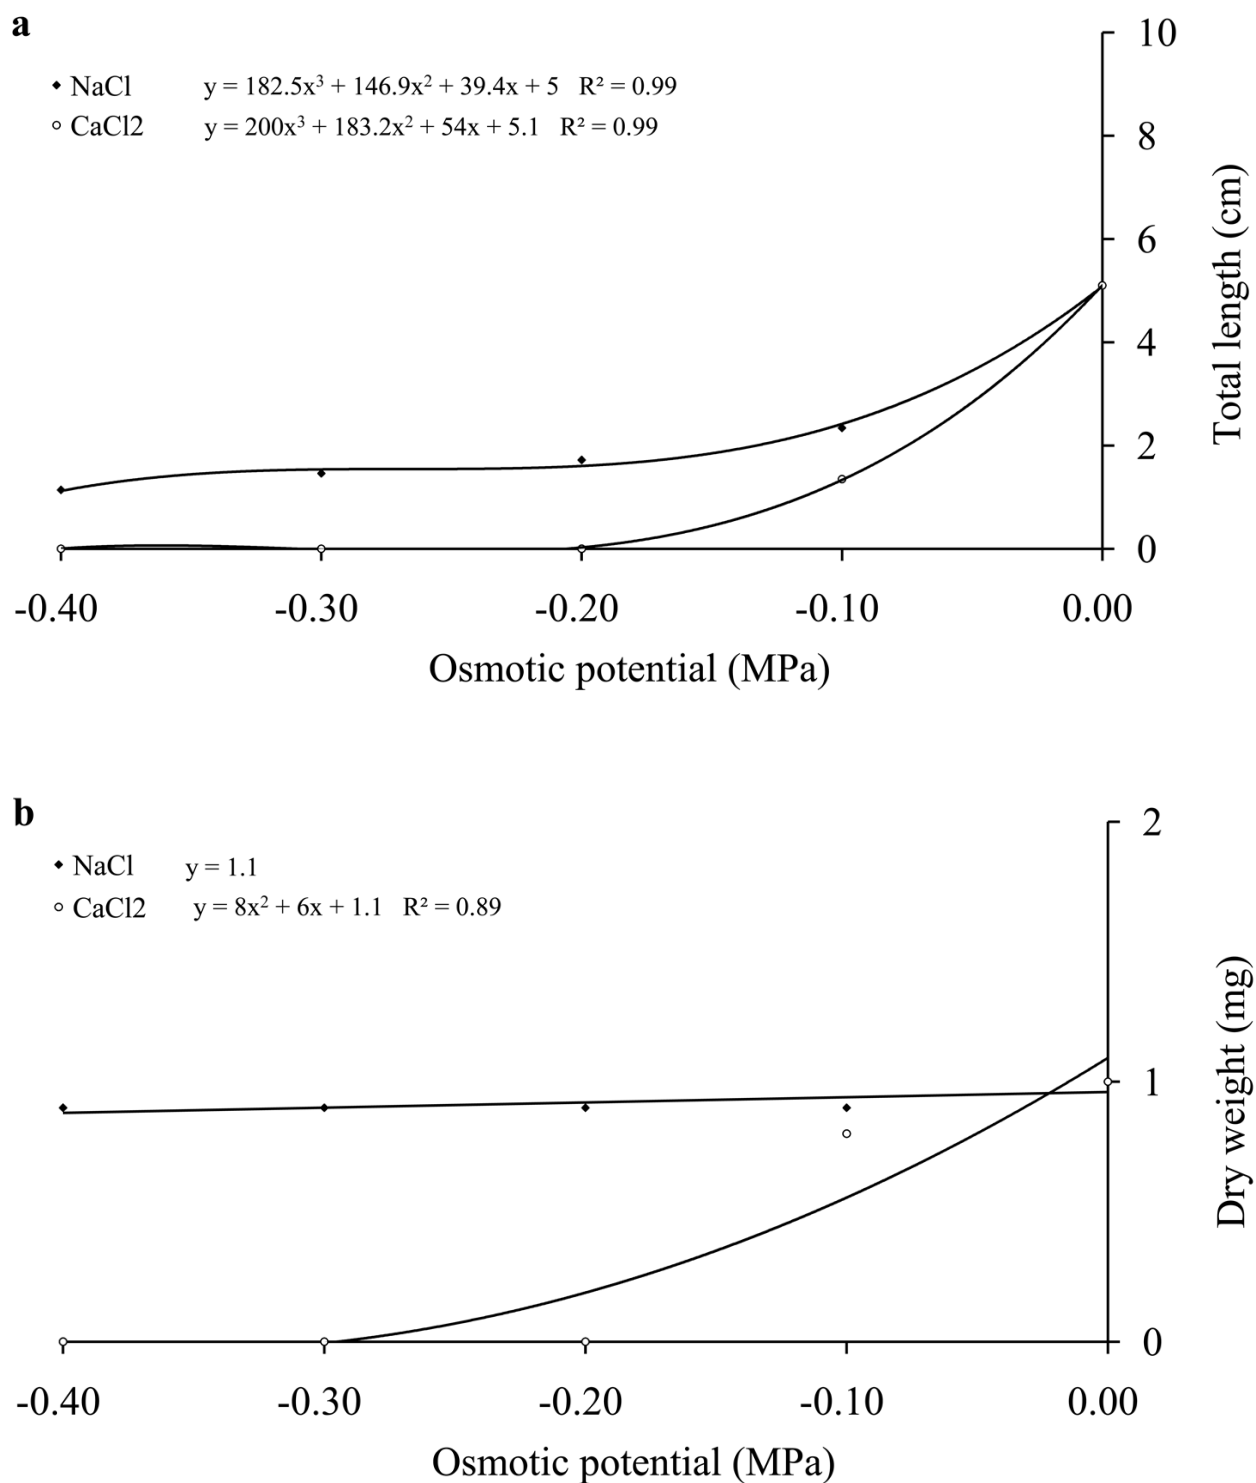 a
10
NaCl y = 182.5x³ + 146.9x² + 39.4x + 5 R² = 0.99
CaCl2 y = 200x³ + 183.2x² + 54x + 5.1 R² = 0.99
8
6
4
2
0
Total length (cm)
-0.40 -0.30 -0.20 -0.10 0.00
Osmotic potential (MPa)
b
2
NaCl y = 1.1
CaCl2 y = 8x² + 6x + 1.1 R² = 0.89
1
0
Dry weight (mg)
-0.40 -0.30 -0.20 -0.10 0.00
Osmotic potential (MPa)